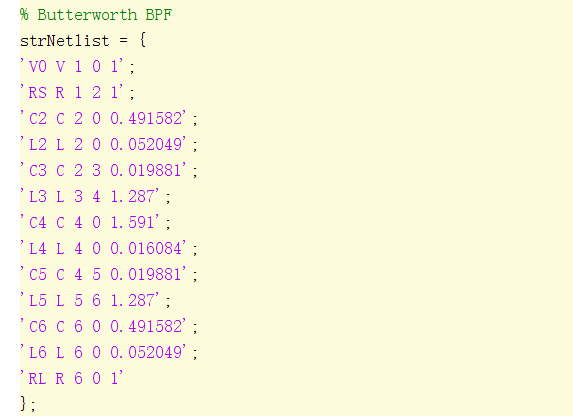 % Butterworth BPF
strNetlist = {
'V0 V 1 0 1';
'RS R 1 2 1';
'C2 C 2 0 0.491582';
'L2 L 2 0 0.052049';
'C3 C 2 3 0.019881';
'L3 L 3 4 1.287';
'C4 C 4 0 1.591';
'L4 L 4 0 0.016084';
'C5 C 4 5 0.019881';
'L5 L 5 6 1.287';
'C6 C 6 0 0.491582';
'L6 L 6 0 0.052049';
'RL R 6 0 1'
};